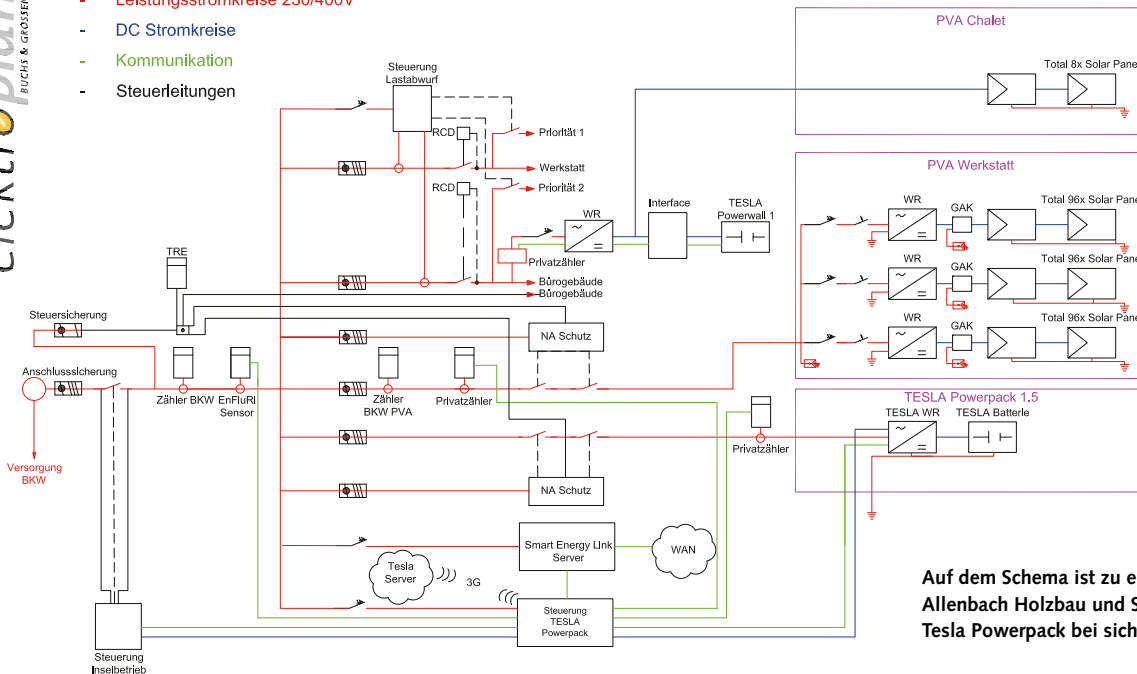 - Leistungsstromkreise 230/400V
- DC Stromkreise
- Kommunikation
- Steuerleitungen
elektro plan
BUCHS & GROSSEN
PVA Chalet
Total 8x Solar Pane
Steuerung
Lastabwurf
RCD
Priorität 1
Werkstatt
RCD
Priorität 2
WR
Interface
TESLA
Powerwall 1
Privatzähler
Bürogebäude
Bürogebäude
PVA Werkstatt
WR
GAK
Total 96x Solar Pane
WR
GAK
Total 96x Solar Pane
WR
GAK
Total 96x Solar Pane
TRE
Steuersicherung
NA Schutz
Anschlusssicherung
Zähler BKW
EnFluRI
Sensor
Zähler
BKW PVA
Privatzähler
Versorgung
BKW
Privatzähler
TESLA Powerpack 1.5
TESLA WR
TESLA Batterie
NA Schutz
Smart Energy Link
Server
WAN
Tesla
Server
3G
Steuerung
TESLA
Powerpack
Steuerung
Inselbetrieb
Auf dem Schema ist zu e
Allenbach Holzbau und S
Tesla Powerpack bei sich